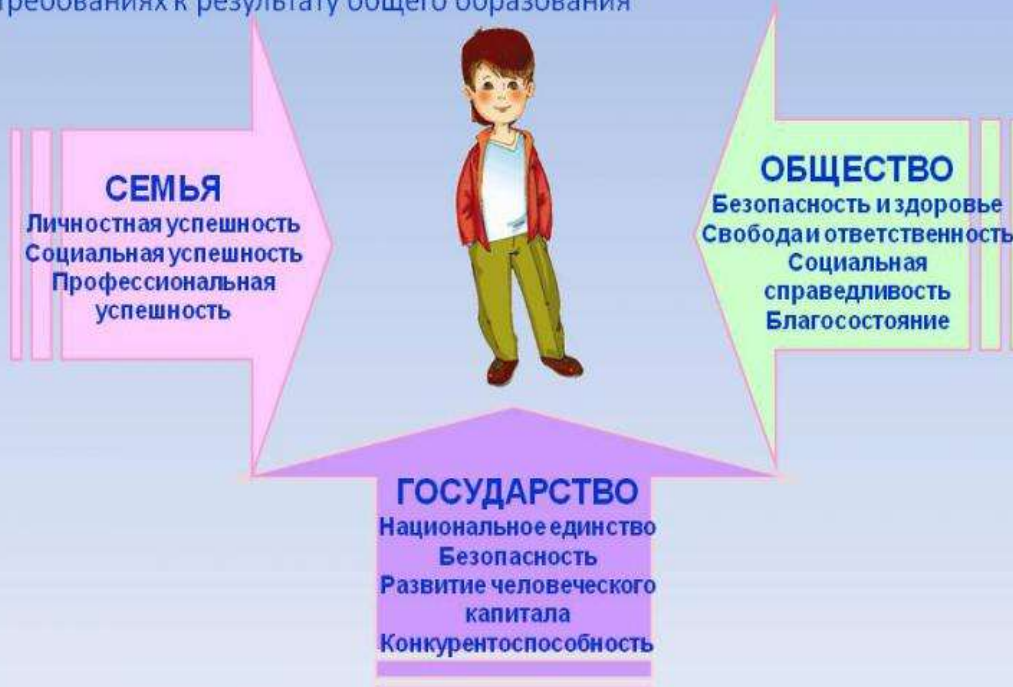 требованиях к результату общего образования
СЕМЬЯ
Личностная успешность
Социальная успешность
Профессиональная
успешность
ОБЩЕСТВО
Безопасность и здоровье
Свобода и ответственность
Социальная
справедливость
Благосостояние
ГОСУДАРСТВО
Национальное единство
Безопасность
Развитие человеческого
капитала
Конкурентоспособность